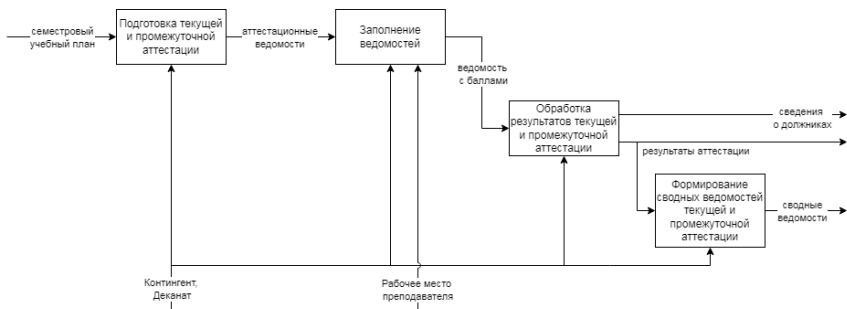 семестровый
учебный план
Подготовка текущей
и промежуточной
аттестации
аттестационные
ведомости
Заполнение
ведомостей
ведомость
с баллами
Обработка
результатов текущей
и промежуточной
аттестации
сведения
о должниках
результаты аттестации
Формирование
сводных ведомостей
текущей и
промежуточной
аттестации
сводные
ведомости
Контингент,
Деканат
Рабочее место
преподавателя